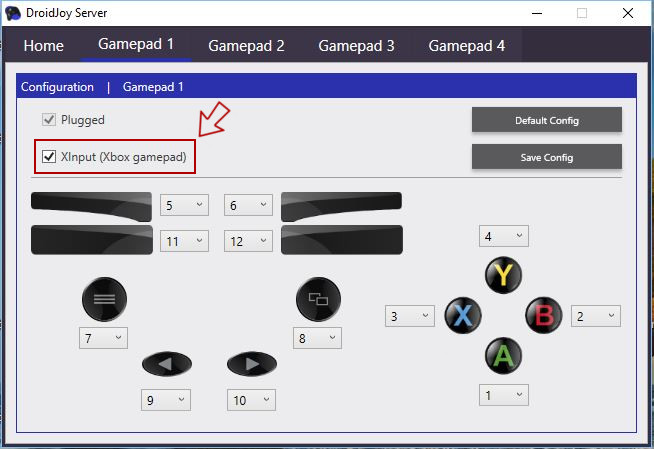 DroidJoy Server
Home Gamepad 1 Gamepad 2 Gamepad 3 Gamepad 4
Configuration | Gamepad 1
Plugged
Default Config
XInput (Xbox gamepad)
Save Config
5 6
11 12
4
Y
3 X B 2
7 8
A
9 10 1